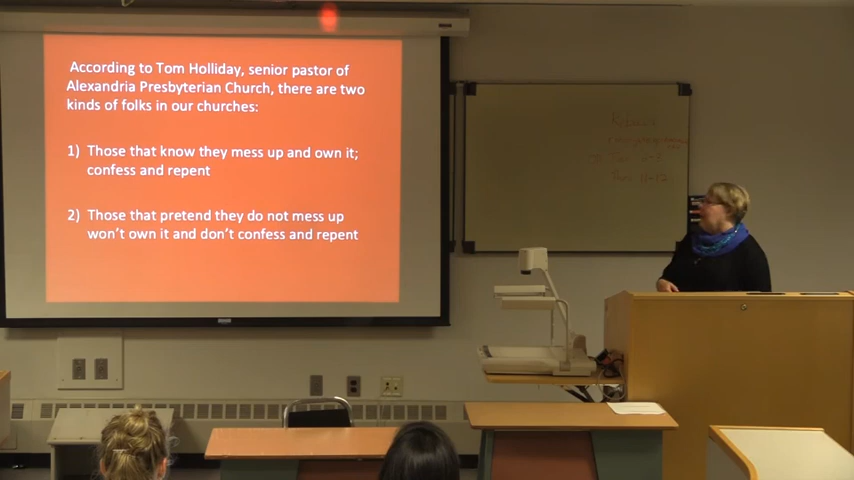 According to Tom Holliday, senior pastor of
Alexandria Presbyterian Church, there are two
kinds of folks in our churches:
1) Those that know they mess up and own it;
confess and repent
2) Those that pretend they do not mess up
won't own it and don't confess and repent